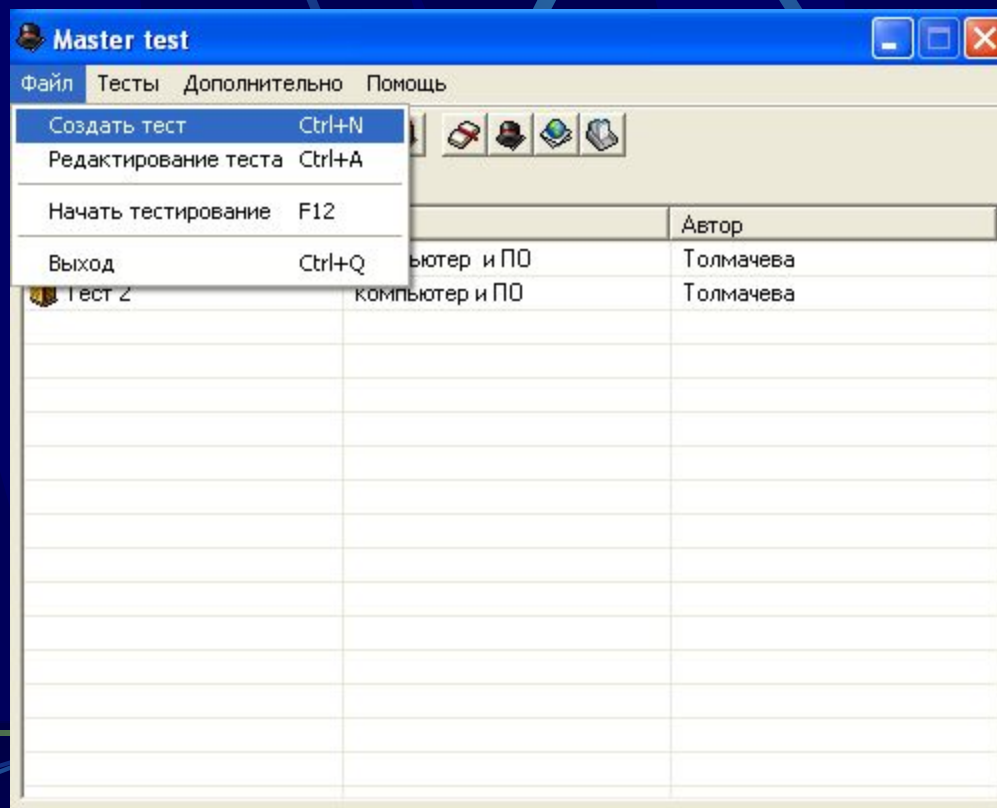 Master test
Файл Тесты Дополнительно Помощь
Создать тест Ctrl+N
Редактирование теста Ctrl+A
Начать тестирование F12
Выход Ctrl+Q
Автор
ьютер и ПО Толмачева
Тест 2 компьютер и ПО Толмачева